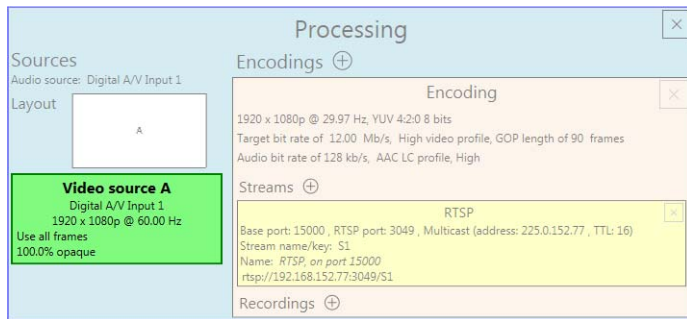 Processing
Sources
Audio source: Digital A/V Input 1
Layout
A
Video source A
Digital A/V Input 1
1920 x 1080p @ 60.00 Hz
Use all frames
100.0% opaque
Encodings
Encoding
1920 x 1080p @ 29.97 Hz, YUV 4:2:0 8 bits
Target bit rate of 12.00 Mb/s, High video profile, GOP length of 90 frames
Audio bit rate of 128 kb/s, AAC LC profile, High
Streams
RTSP
Base port: 15000 , RTSP port: 3049 , Multicast (address: 225.0.152.77 , TTL: 16)
Stream name/key: S1
Name: RTSP, on port 15000
rtsp://192.168.152.77:3049/S1
Recordings